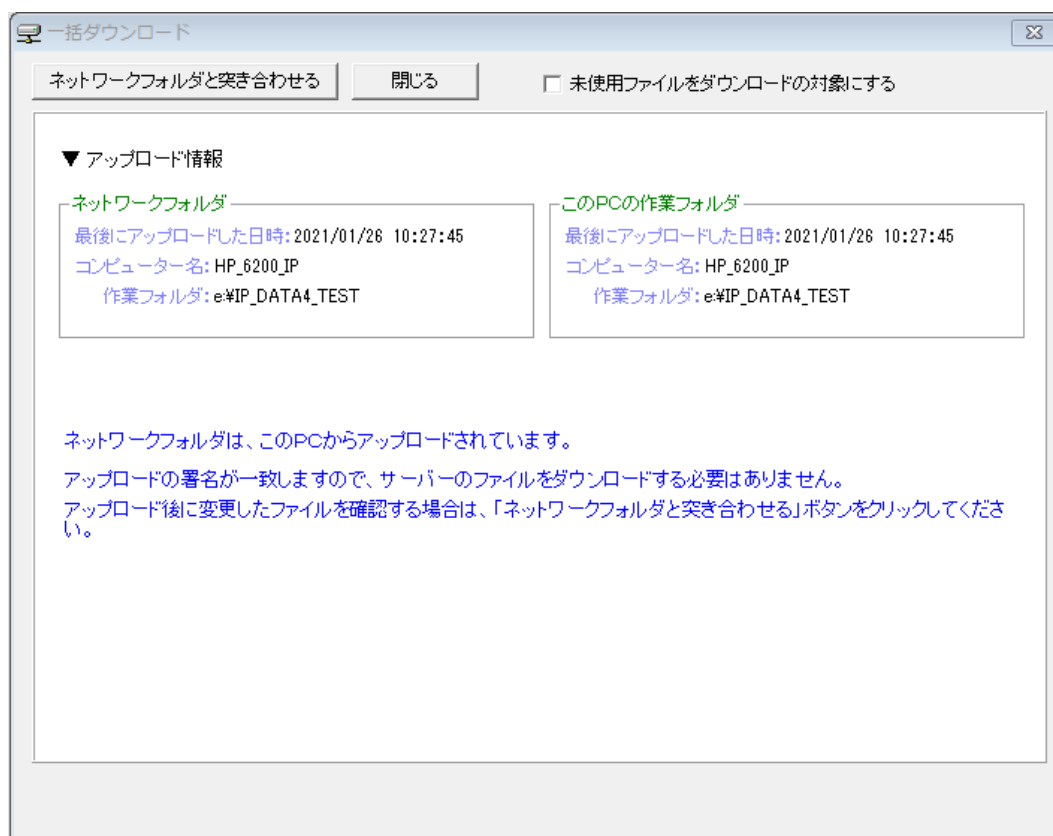 一括ダウンロード
ネットワークフォルダと突き合わせる 閉じる 未使用ファイルをダウンロードの対象にする
▼ アップロード情報
ネットワークフォルダ
最後にアップロードした日時:2021/01/26 10:27:45
コンピューター名:HP_6200_IP
作業フォルダ:e:¥IP_DATA4_TEST
このPCの作業フォルダ
最後にアップロードした日時:2021/01/26 10:27:45
コンピューター名:HP_6200_IP
作業フォルダ:e:¥IP_DATA4_TEST
ネットワークフォルダは、このPCからアップロードされています。
アップロードの署名が一致しますので、サーバーのファイルをダウンロードする必要はありません。
アップロード後に変更したファイルを確認する場合は、「ネットワークフォルダと突き合わせる」ボタンをクリックしてくださ
い。